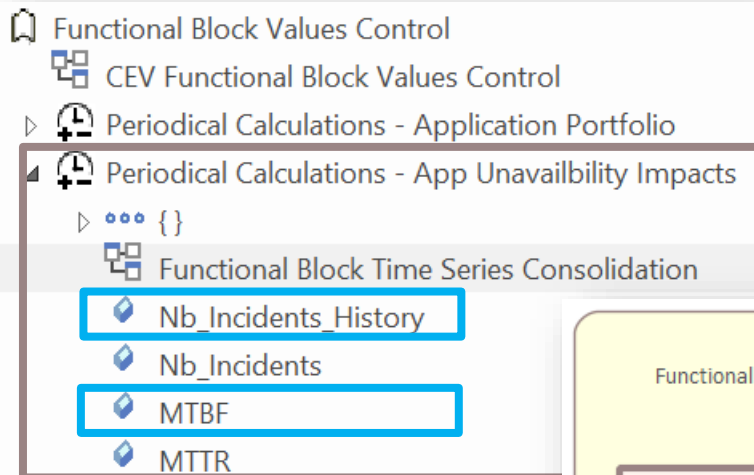 Functional Block Values Control
CEV Functional Block Values Control
Periodical Calculations - Application Portfolio
Periodical Calculations - App Unavailbility Impacts
{ }
Functional Block Time Series Consolidation
Nb_Incidents_History
Nb_Incidents
Functional
MTBF
MTTR